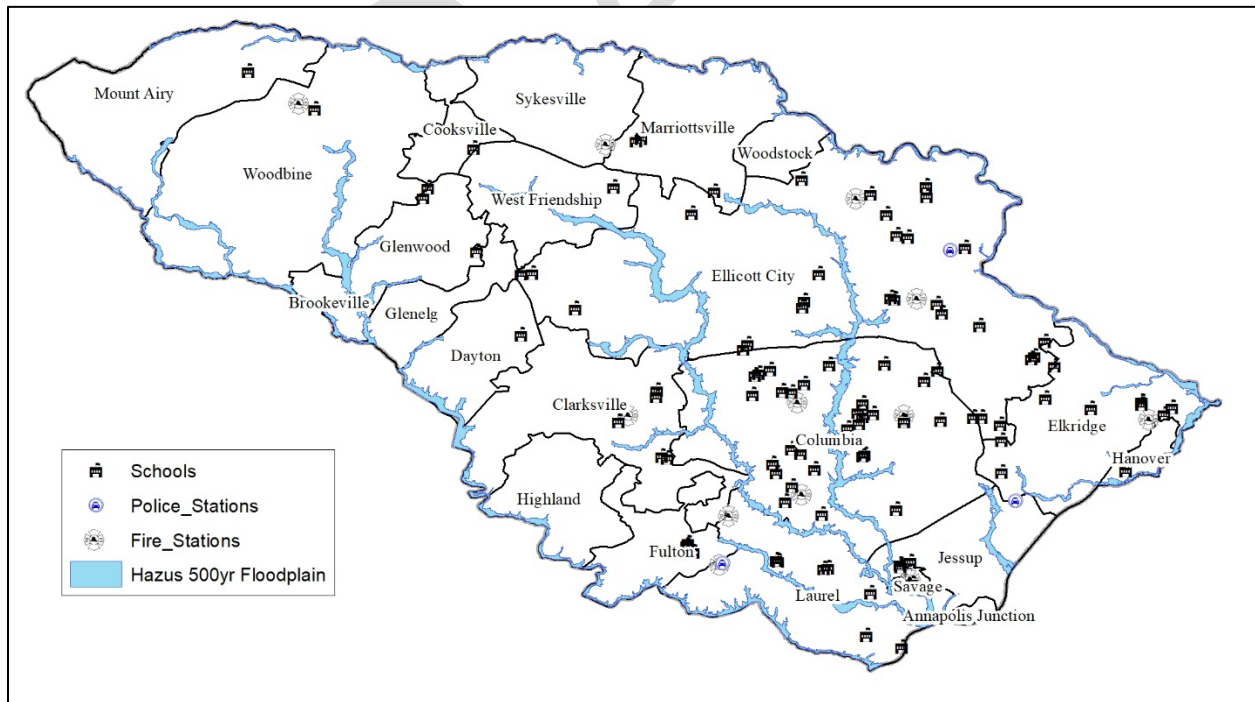 Mount Airy
Sykesville
Cooksville
Marriottsville
Woodstock
Woodbine
West Friendship
Glenwood
Ellicott City
Brookeville
Glenelg
Dayton
Clarksville
Elkridge
Columbia
Hanover
Highland
Fulton
Jessup
Savage
Laurel
Annapolis Junction
Schools
Police_Stations
Fire_Stations
Hazus 500yr Floodplain